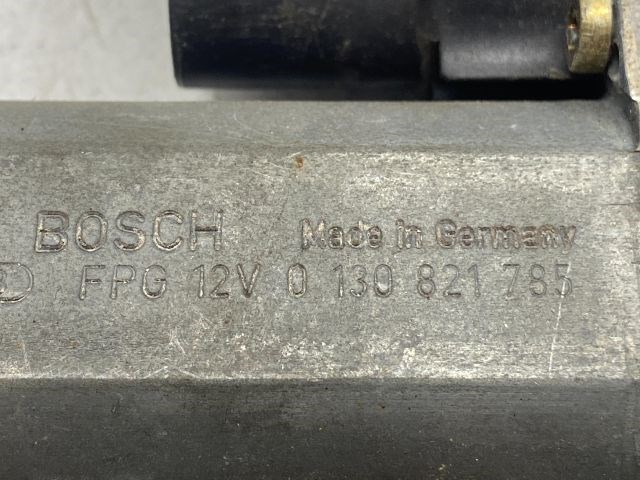 BOSCH Made in Germany
FPG 12V 0 130 821 785